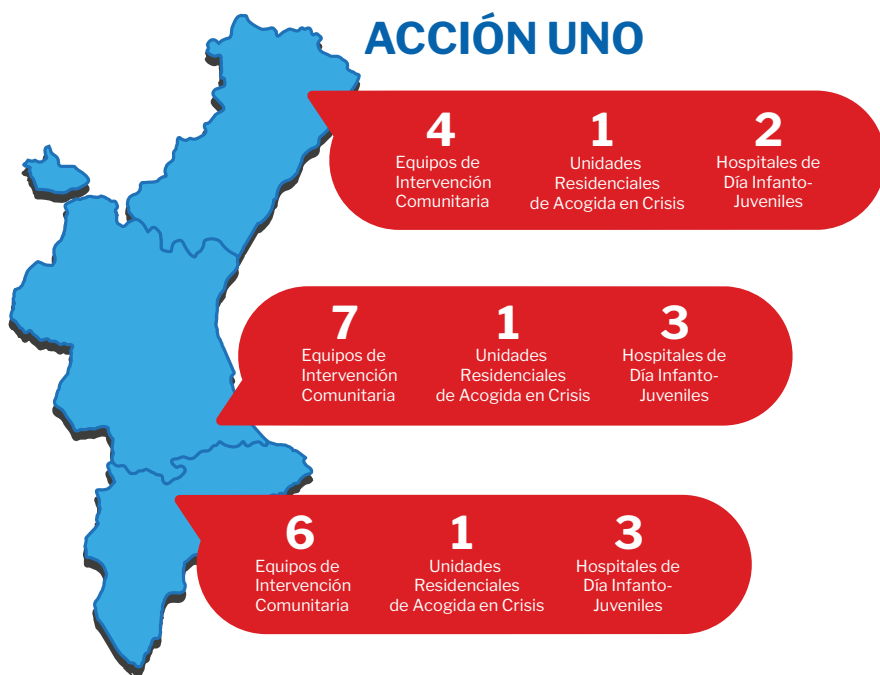 ACCIÓN UNO
4
Equipos de
Intervención
Comunitaria
1
Unidades
Residenciales
de Acogida en Crisis
2
Hospitales de
Día Infanto-
Juveniles
7
Equipos de
Intervención
Comunitaria
1
Unidades
Residenciales
de Acogida en Crisis
3
Hospitales de
Día Infanto-
Juveniles
6
Equipos de
Intervención
Comunitaria
1
Unidades
Residenciales
de Acogida en Crisis
3
Hospitales de
Día Infanto-
Juveniles